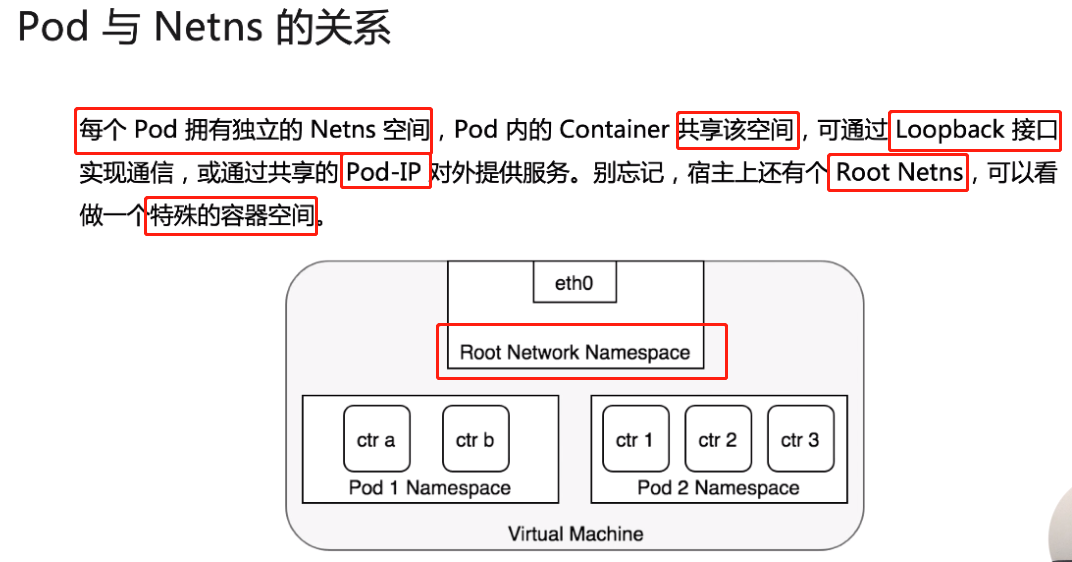 Pod 与 Netns 的关系
每个 Pod 拥有独立的 Netns 空间，Pod 内的 Container 共享该空间，可通过 Loopback 接口
实现通信，或通过共享的 Pod-IP 对外提供服务。别忘记，宿主上还有个 Root Netns，可以看
做一个特殊的容器空间。
eth0
Root Network Namespace
ctr a
ctr b
Pod 1 Namespace
ctr 1
ctr 2
ctr 3
Pod 2 Namespace
Virtual Machine